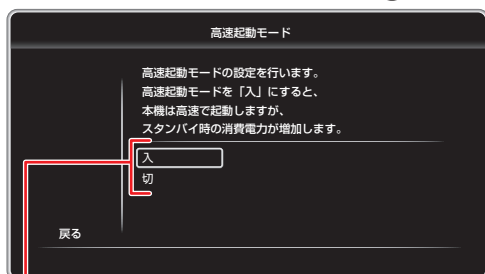 高速起動モード
高速起動モードの設定を行います。
高速起動モードを「入」にすると、
本機は高速で起動しますが、
スタンバイ時の消費電力が増加します。
入
切
戻る